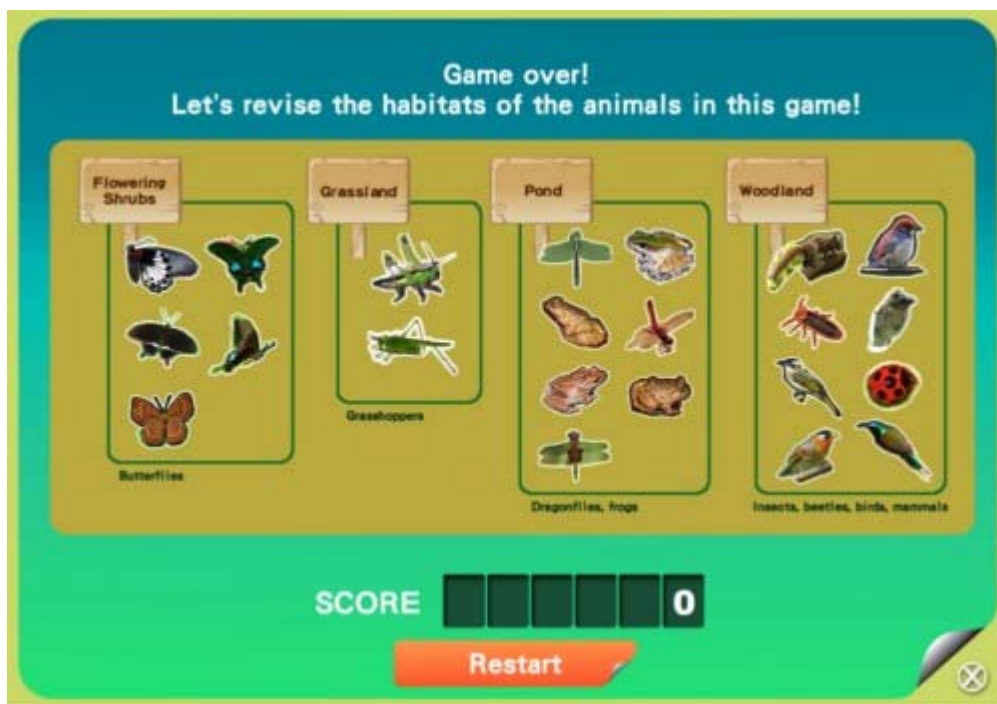 Game over!
Let's revise the habitats of the animals in this game!
Flowering
Shrubs
Grassland
Pond
Woodland
Butterflies
Grasshoppers
Dragonflies, frogs
Insects, beetles, birds, mammals
SCORE 0
Restart